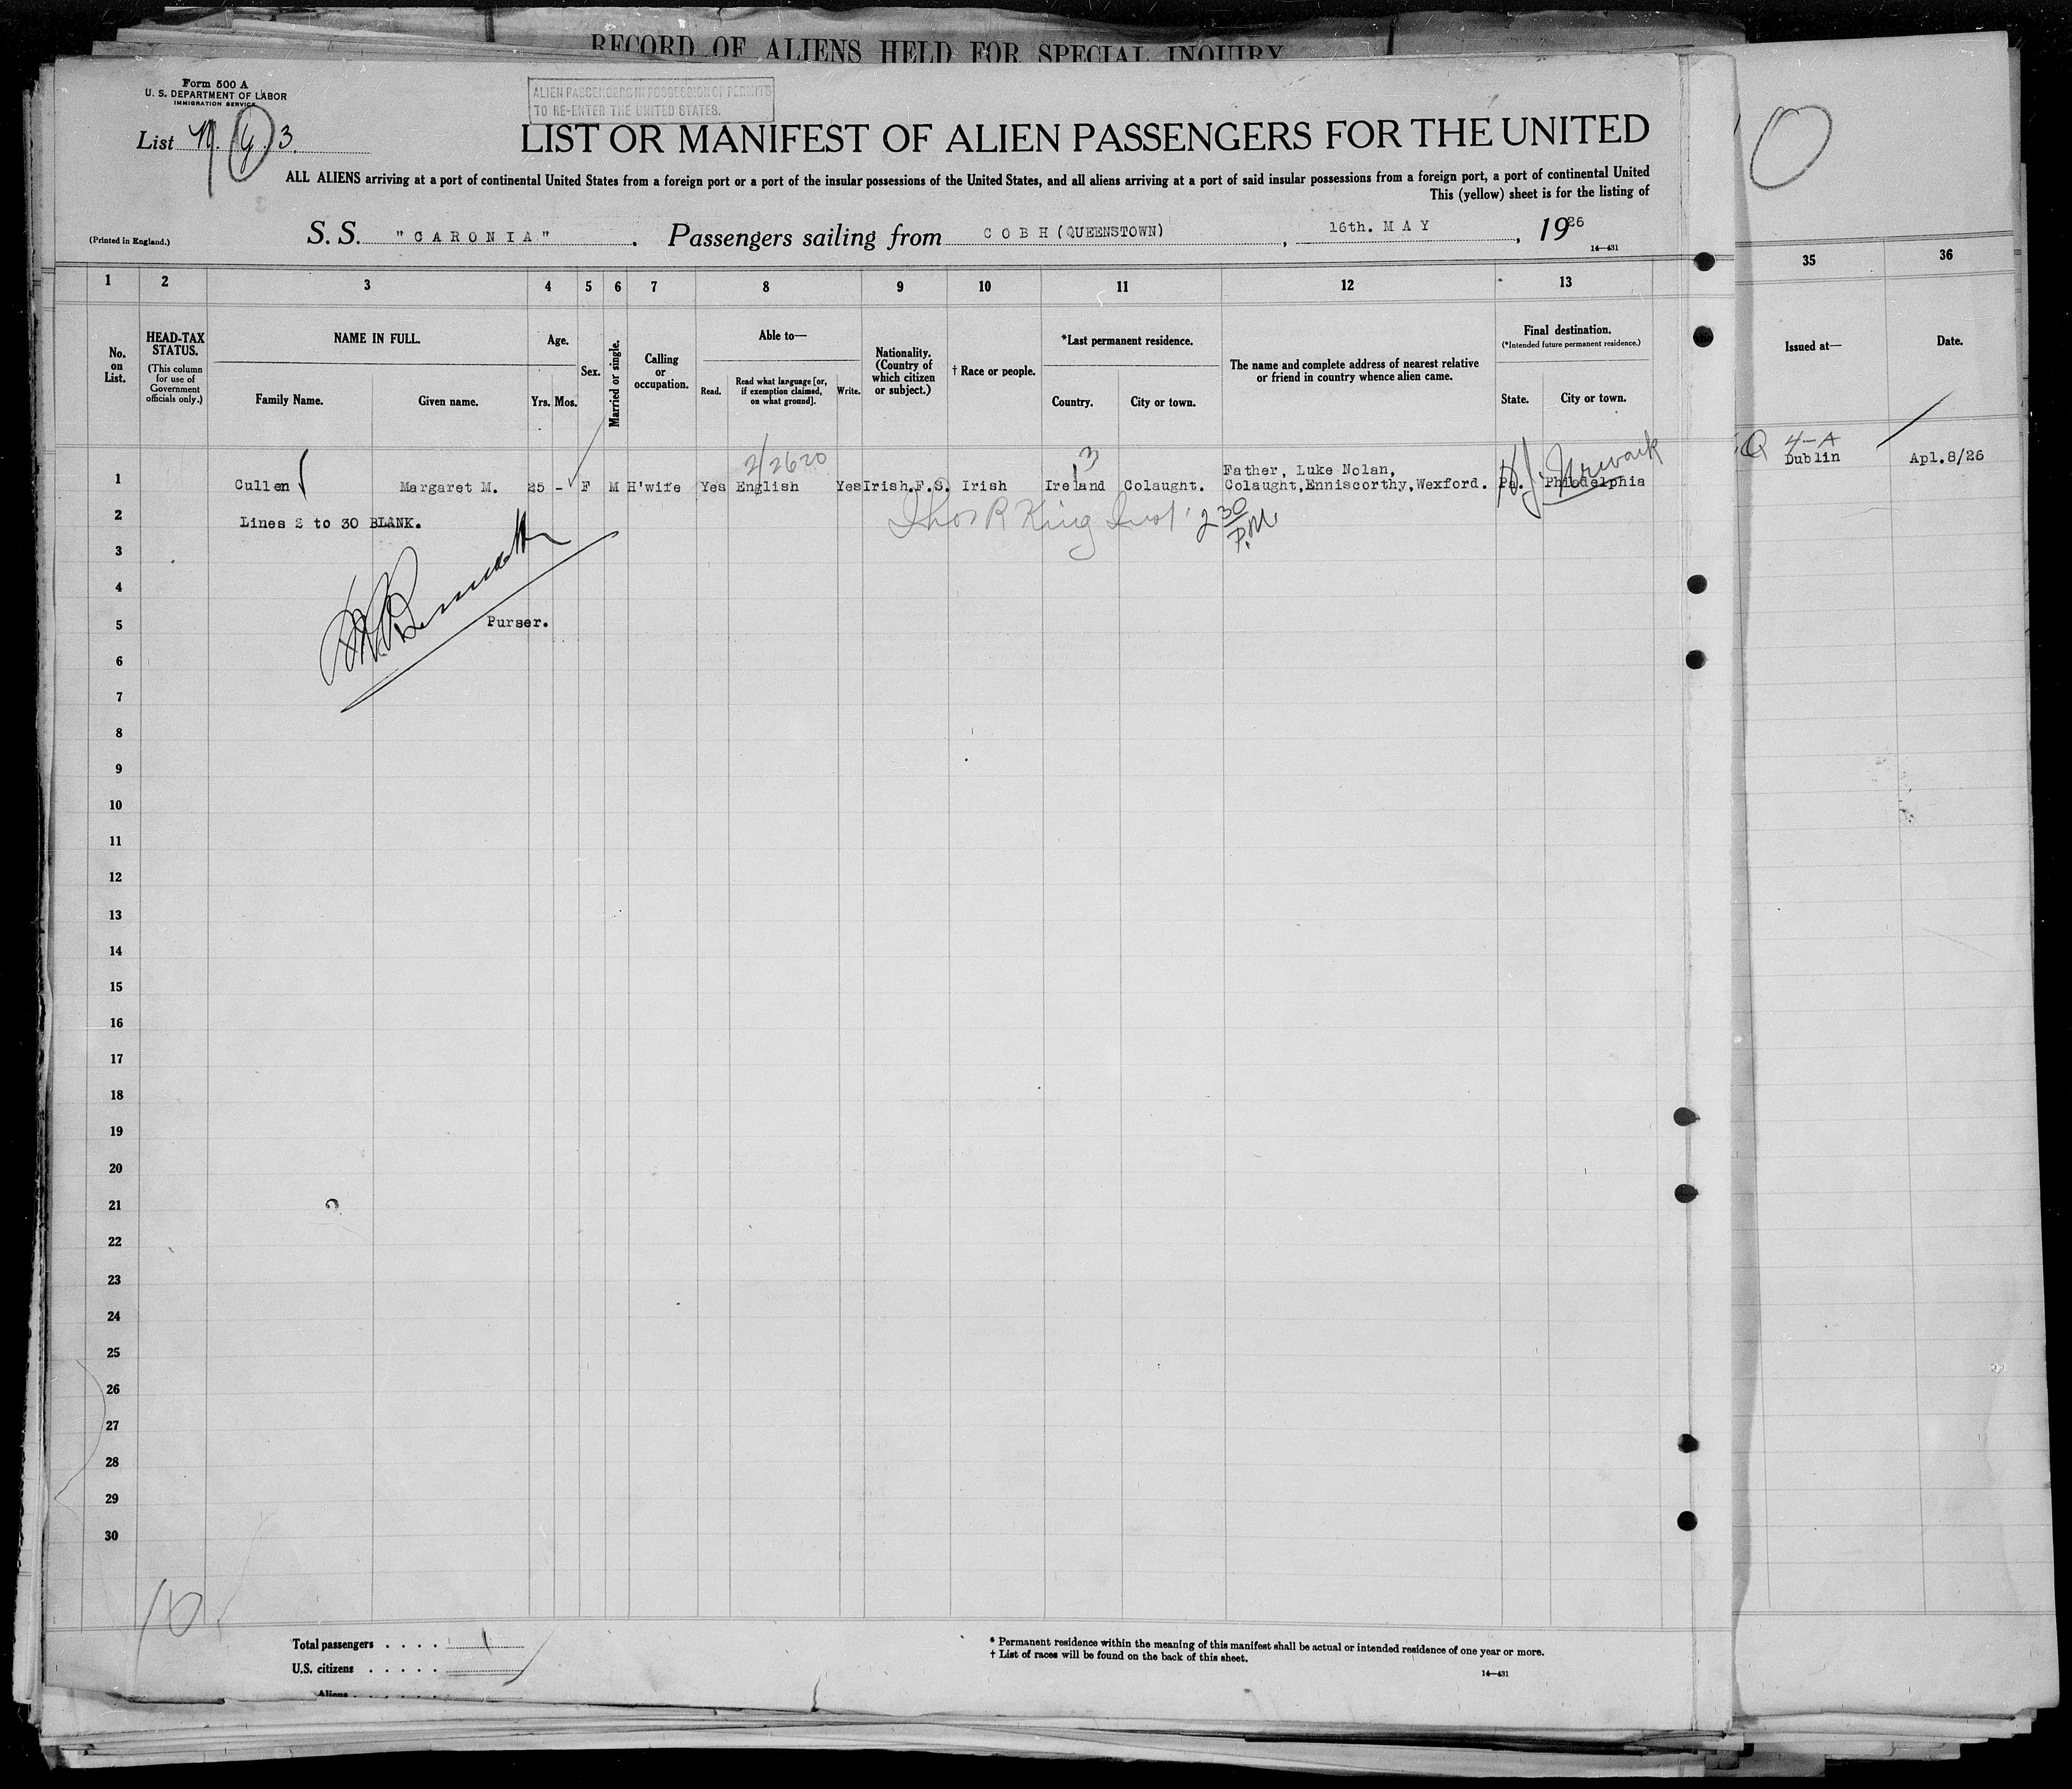 RECORD OF ALIENS HELD FOR SPECIAL INQUIRY
Form 500 A
U. S. DEPARTMENT OF LABOR
IMMIGRATION SERVICE
ALIEN PASSENGERS IN POSSESSION OF PERMITS
TO RE-ENTER THE UNITED STATES.
List 3.
LIST OR MANIFEST OF ALIEN PASSENGERS FOR THE UNITED
ALL ALIENS arriving at a port of continental United States from a foreign port or a port of the insular possessions of the United States, and all aliens arriving at a port of said insular possessions from a foreign port, a port of continental United
This (yellow) sheet is for the listing of
(Printed in England.)
S. S. "CARONIA". Passengers sailing from COBH (QUEENSTOWN), 16th. MAY, 1926
14—431
1 2 3 4 5 6 7 8 9 10 11 12 13 35 36
No. on List.
HEAD-TAX STATUS.
(This column for use of Government officials only.)
NAME IN FULL.
Family Name. Given name.
Age.
Yrs. Mos.
Sex.
Married or single.
Calling or occupation.
Able to—
Read. Read what language [or, if exemption claimed, on what ground]. Write.
Nationality. (Country of which citizen or subject.)
† Race or people.
*Last permanent residence.
Country. City or town.
The name and complete address of nearest relative or friend in country whence alien came.
Final destination.
(*Intended future permanent residence.)
State. City or town.
Issued at—
Date.
2/2620
3
N.J. Newark
4-A
Father, Luke Nolan,
1 Cullen Margaret M. 25 - F M H'wife Yes English Yes Irish.F.S. Irish Ireland Colaught. Colaught,Enniscorthy,Wexford. Pa. Philodelphia Dublin Apl.8/26
2 Lines 2 to 30 BLANK.
Thos R King 2 30 P.M.
3
4
5 Purser.
6
7
8
9
10
11
12
13
14
15
16
17
18
19
20
21
22
23
24
25
26
27
28
29
30
10
Total passengers . . . . 1
U.S. citizens . . . . .
Aliens . . . . . .
* Permanent residence within the meaning of this manifest shall be actual or intended residence of one year or more.
† List of races will be found on the back of this sheet.
14—431